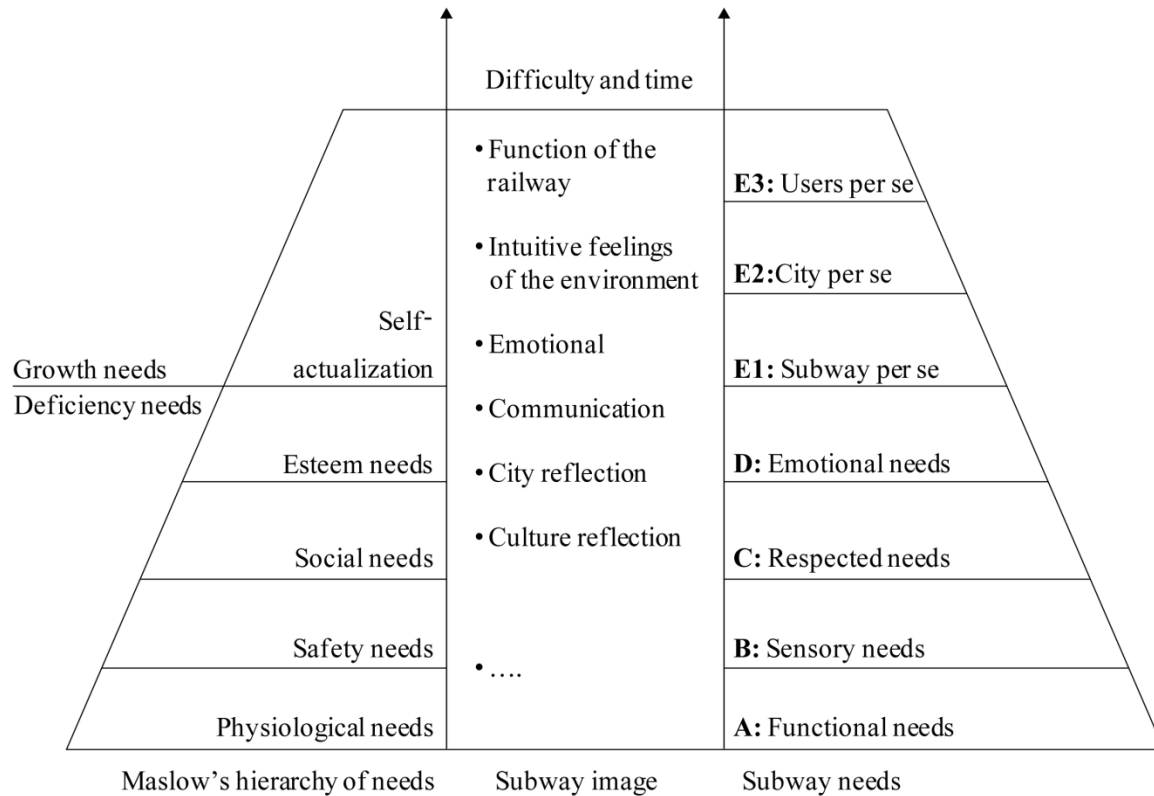 Difficulty and time
Growth needs
Deficiency needs
Self-
actualization
Esteem needs
Social needs
Safety needs
Physiological needs
Maslow’s hierarchy of needs
• Function of the
railway
• Intuitive feelings
of the environment
• Emotional
• Communication
• City reflection
• Culture reflection
• ....
Subway image
E3: Users per se
E2:City per se
E1: Subway per se
D: Emotional needs
C: Respected needs
B: Sensory needs
A: Functional needs
Subway needs